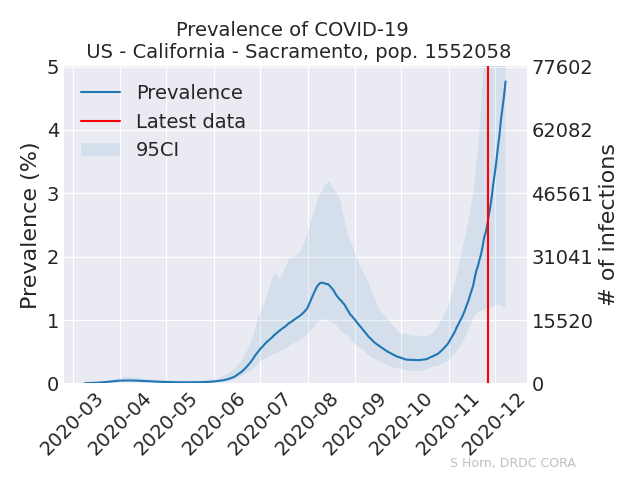 Prevalence of COVID-19
US - California - Sacramento, pop. 1552058
Prevalence
Latest data
95CI
Prevalence (%)
5
4
3
2
1
0
77602
62082
46561
31041
15520
0
# of infections
2020-03
2020-04
2020-05
2020-06
2020-07
2020-08
2020-09
2020-10
2020-11
2020-12
S Horn, DRDC CORA